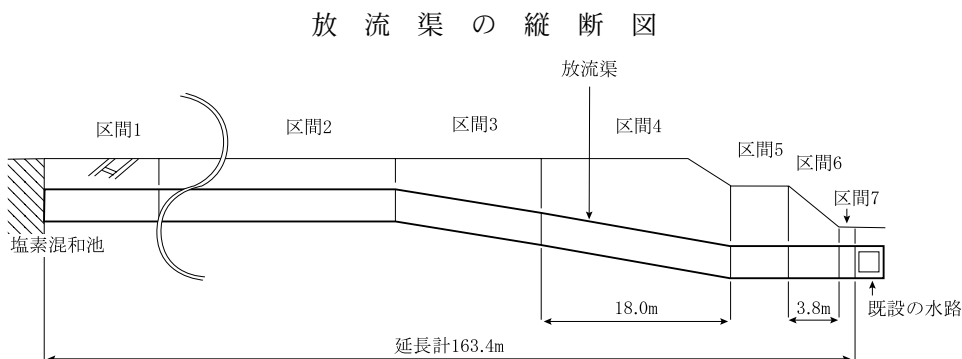 放流渠の縦断図
放流渠
区間1
区間2
区間3
区間4
区間5
区間6
区間7
塩素混和池
18.0m
3.8m
既設の水路
延長計163.4m